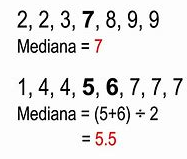 2, 2, 3, 7, 8, 9, 9
Mediana = 7
1, 4, 4, 5, 6, 7, 7, 7
Mediana = (5+6) ÷ 2
= 5.5